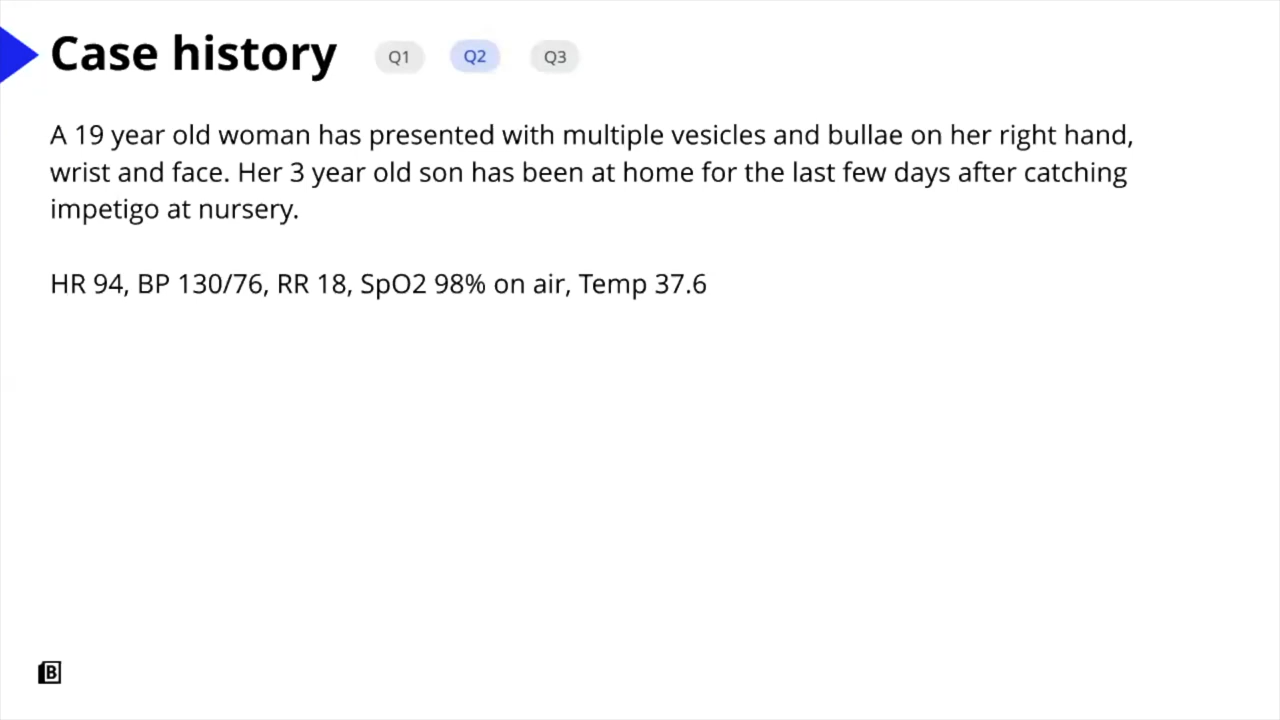 Case history Q1 Q2 Q3
A 19 year old woman has presented with multiple vesicles and bullae on her right hand,
wrist and face. Her 3 year old son has been at home for the last few days after catching
impetigo at nursery.
HR 94, BP 130/76, RR 18, SpO2 98% on air, Temp 37.6
B